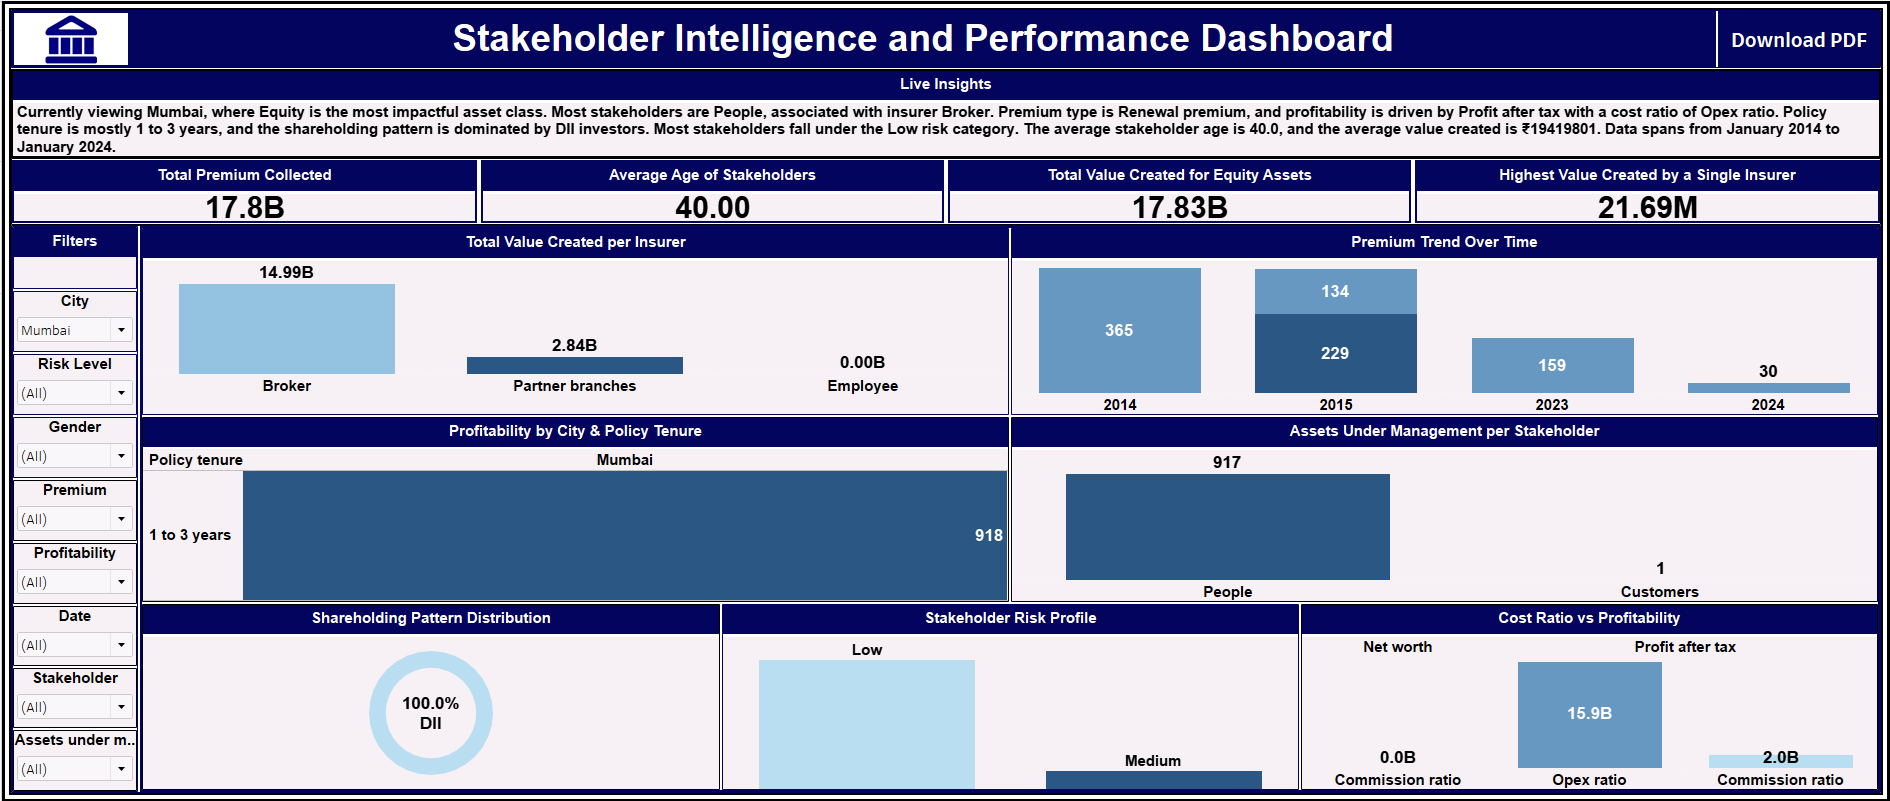 Stakeholder Intelligence and Performance Dashboard
Download PDF
Live Insights
Currently viewing Mumbai, where Equity is the most impactful asset class. Most stakeholders are People, associated with insurer Broker. Premium type is Renewal premium, and profitability is driven by Profit after tax with a cost ratio of Opex ratio. Policy
tenure is mostly 1 to 3 years, and the shareholding pattern is dominated by DII investors. Most stakeholders fall under the Low risk category. The average stakeholder age is 40.0, and the average value created is ₹19419801. Data spans from January 2014 to
January 2024.
Total Premium Collected
17.8B
Average Age of Stakeholders
40.00
Total Value Created for Equity Assets
17.83B
Highest Value Created by a Single Insurer
21.69M
Filters
City
Mumbai
Risk Level
(All)
Gender
(All)
Premium
(All)
Profitability
(All)
Date
(All)
Stakeholder
(All)
Assets under m..
(All)
Total Value Created per Insurer
14.99B
2.84B
0.00B
Broker
Partner branches
Employee
Premium Trend Over Time
365
134
229
159
30
2014
2015
2023
2024
Profitability by City & Policy Tenure
Policy tenure
Mumbai
1 to 3 years
918
Assets Under Management per Stakeholder
917
1
People
Customers
Shareholding Pattern Distribution
100.0%
DII
Stakeholder Risk Profile
Low
Medium
Cost Ratio vs Profitability
Net worth
Profit after tax
15.9B
0.0B
2.0B
Commission ratio
Opex ratio
Commission ratio